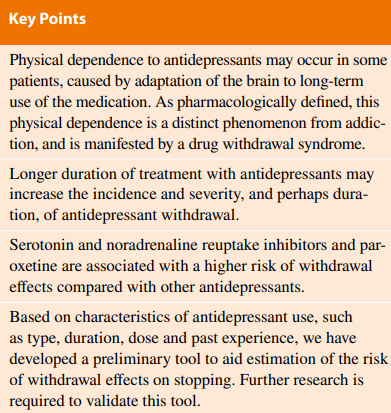 Key Points
Physical dependence to antidepressants may occur in some
patients, caused by adaptation of the brain to long-term
use of the medication. As pharmacologically defined, this
physical dependence is a distinct phenomenon from addic-
tion, and is manifested by a drug withdrawal syndrome.
Longer duration of treatment with antidepressants may
increase the incidence and severity, and perhaps dura-
tion, of antidepressant withdrawal.
Serotonin and noradrenaline reuptake inhibitors and par-
oxetine are associated with a higher risk of withdrawal
effects compared with other antidepressants.
Based on characteristics of antidepressant use, such
as type, duration, dose and past experience, we have
developed a preliminary tool to aid estimation of the risk
of withdrawal effects on stopping. Further research is
required to validate this tool.